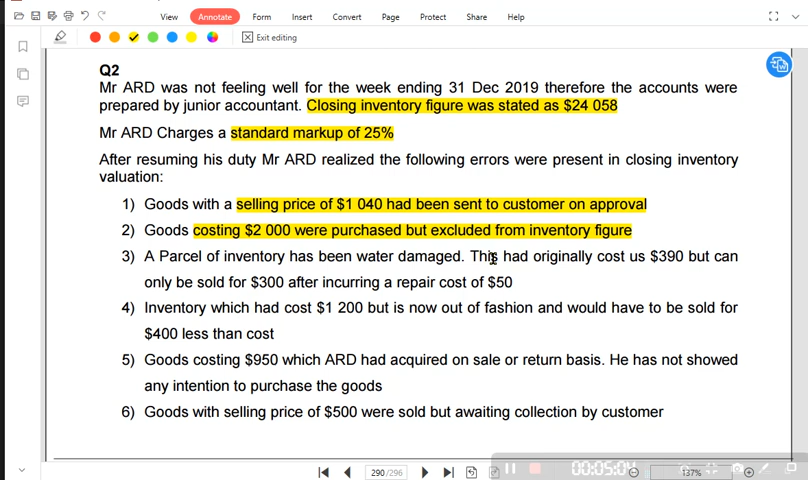 View Annotate Form Insert Convert Page Protect Share Help
Exit editing
Q2
Mr ARD was not feeling well for the week ending 31 Dec 2019 therefore the accounts were
prepared by junior accountant. Closing inventory figure was stated as $24 058
Mr ARD Charges a standard markup of 25%
After resuming his duty Mr ARD realized the following errors were present in closing inventory
valuation:
1) Goods with a selling price of $1 040 had been sent to customer on approval
2) Goods costing $2 000 were purchased but excluded from inventory figure
3) A Parcel of inventory has been water damaged. This had originally cost us $390 but can
only be sold for $300 after incurring a repair cost of $50
4) Inventory which had cost $1 200 but is now out of fashion and would have to be sold for
$400 less than cost
5) Goods costing $950 which ARD had acquired on sale or return basis. He has not showed
any intention to purchase the goods
6) Goods with selling price of $500 were sold but awaiting collection by customer
290/296 00:05:04 137%